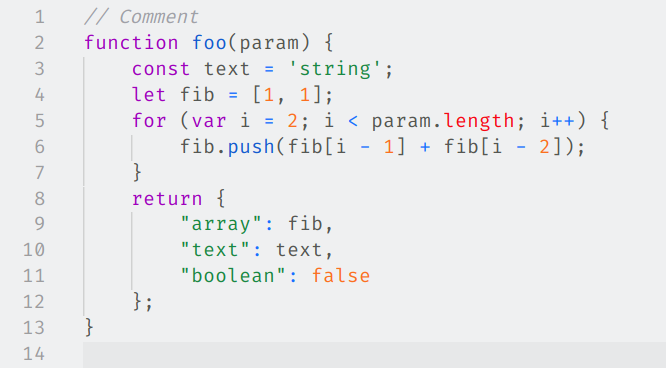 1 // Comment
2 function foo(param) {
3     const text = 'string';
4     let fib = [1, 1];
5     for (var i = 2; i < param.length; i++) {
6         fib.push(fib[i - 1] + fib[i - 2]);
7     }
8     return {
9         "array": fib,
10         "text": text,
11         "boolean": false
12     };
13 }
14